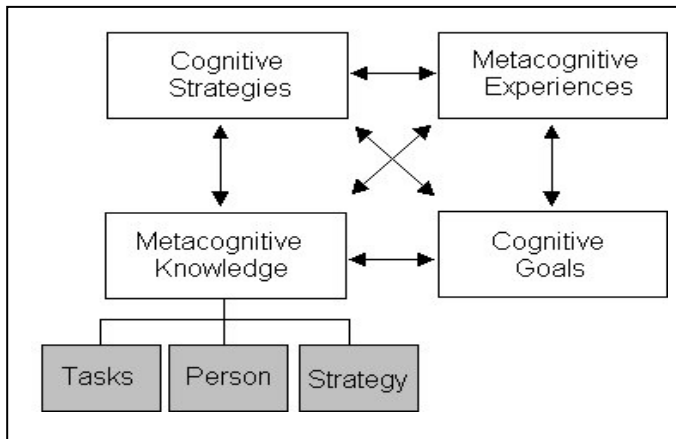 Cognitive
Strategies
Metacognitive
Experiences
Metacognitive
Knowledge
Cognitive
Goals
Tasks
Person
Strategy